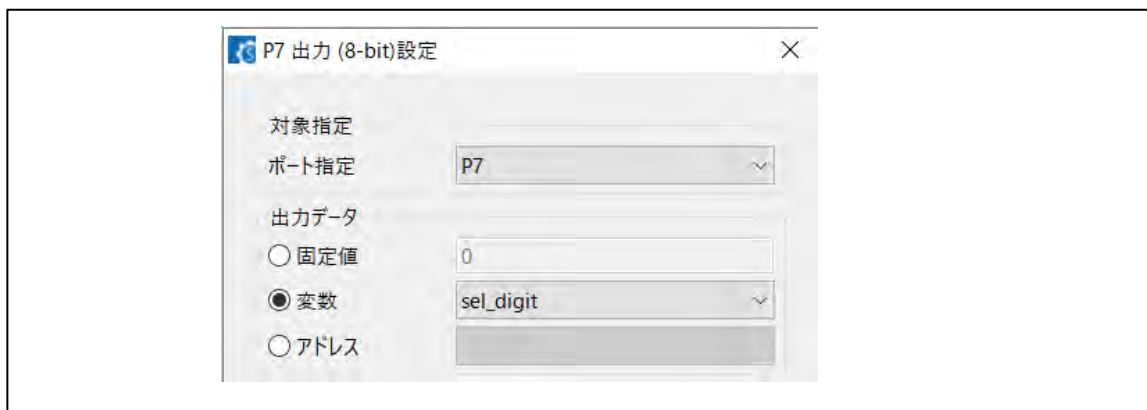 P7 出力 (8-bit)設定
対象指定
ポート指定 P7
出力データ
固定値 0
変数 sel_digit
アドレス